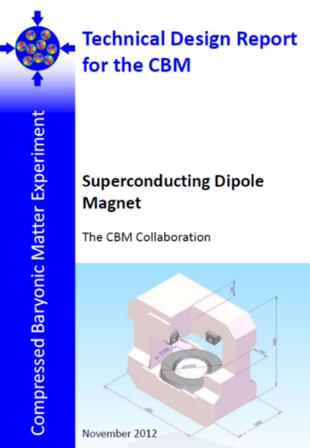 Technical Design Report
for the CBM
Compressed Baryonic Matter Experiment
Superconducting Dipole
Magnet
The CBM Collaboration
November 2012